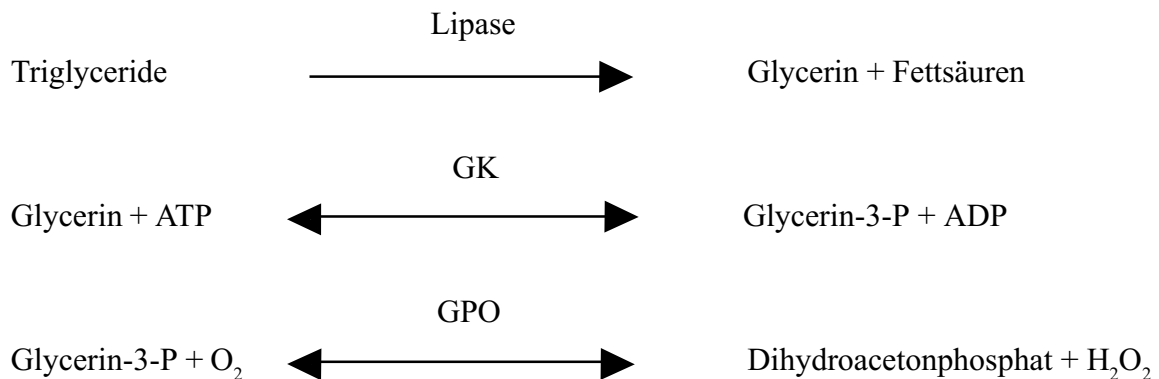 Lipase
Triglyceride Glycerin + Fettsäuren
GK
Glycerin + ATP Glycerin-3-P + ADP
GPO
Glycerin-3-P + O₂ Dihydroacetonphosphat + H₂O₂